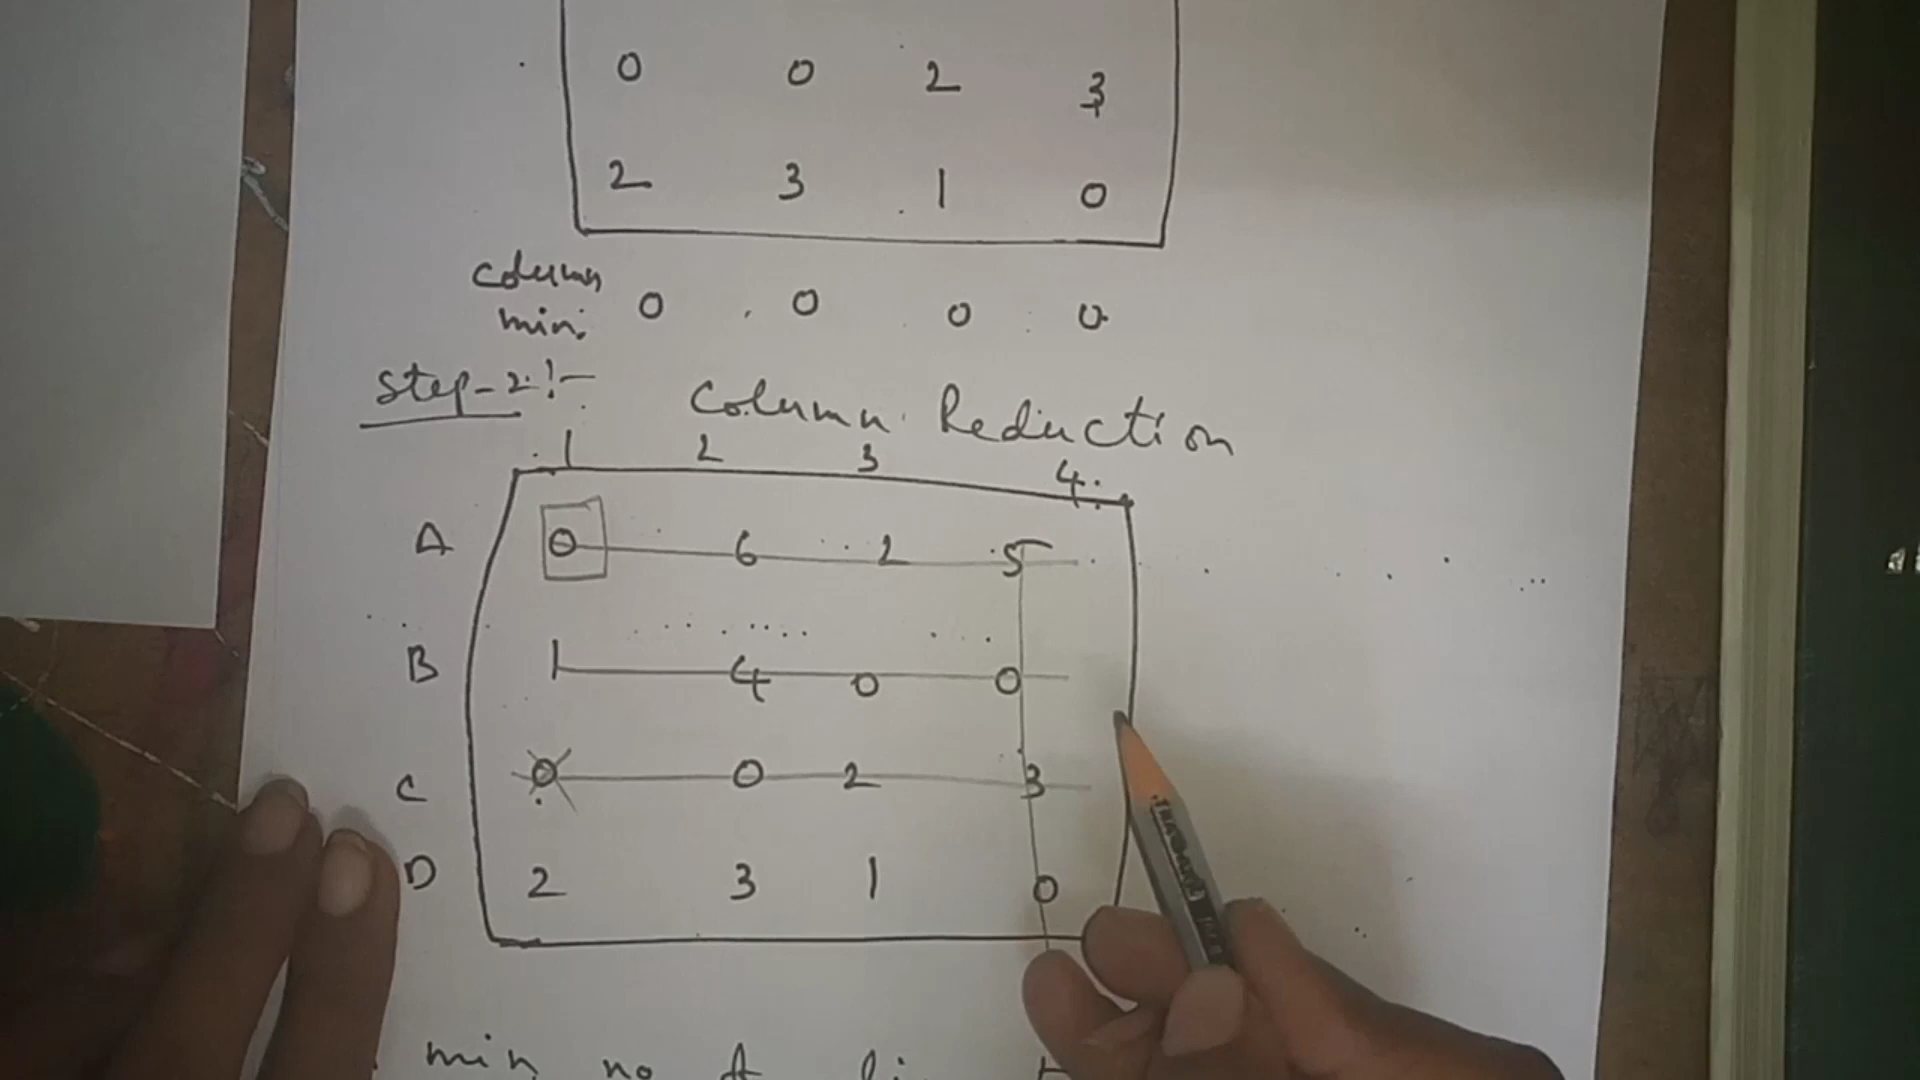 0 0 2 3
2 3 1 0
column
min: 0 0 0 0
Step-2:- Column Reduction
1 2 3 4
A 0 6 2 5
B 1 4 0 0
C 0 0 2 3
D 2 3 1 0
min no